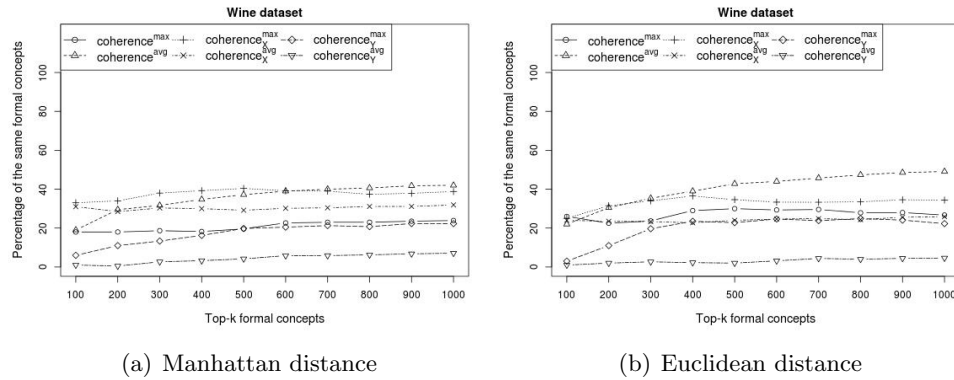 Wine dataset
coherence^max coherence_X^max coherence_Y^max
coherence^avg coherence_X^avg coherence_Y^avg
Percentage of the same formal concepts
100
80
60
40
20
0
100 200 300 400 500 600 700 800 900 1000
Top-k formal concepts
(a) Manhattan distance
Wine dataset
coherence^max coherence_X^max coherence_Y^max
coherence^avg coherence_X^avg coherence_Y^avg
Percentage of the same formal concepts
100
80
60
40
20
0
100 200 300 400 500 600 700 800 900 1000
Top-k formal concepts
(b) Euclidean distance